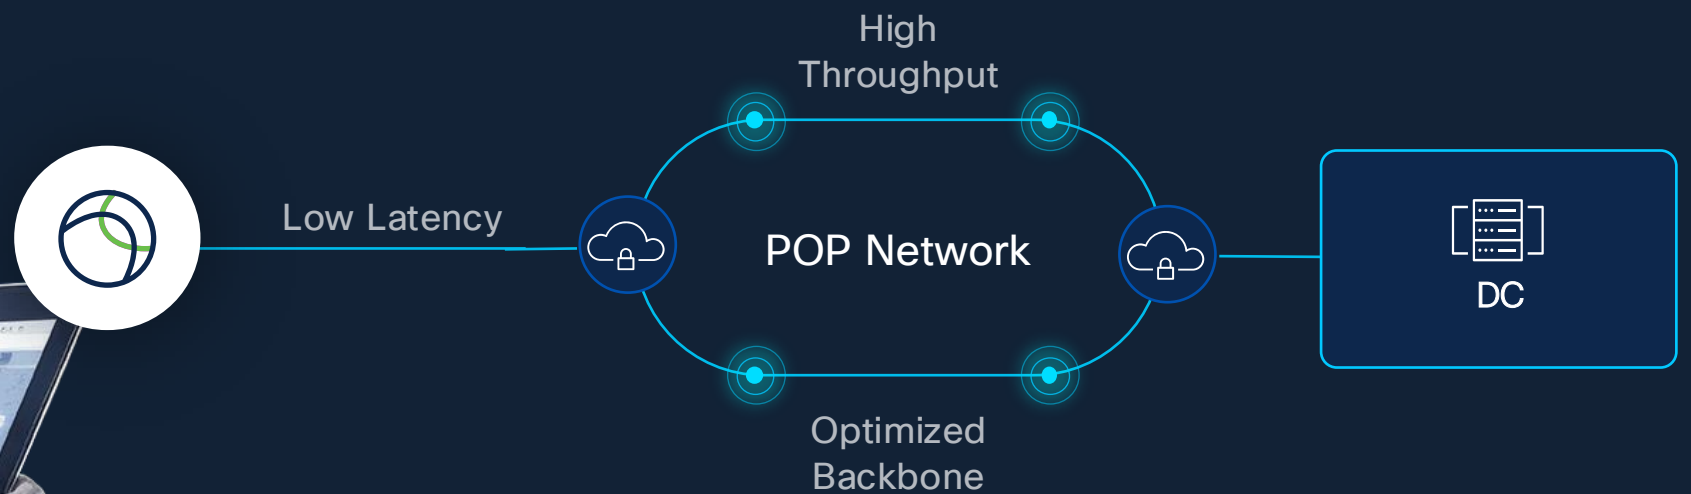 High
Throughput
Low Latency
POP Network
DC
Optimized
Backbone